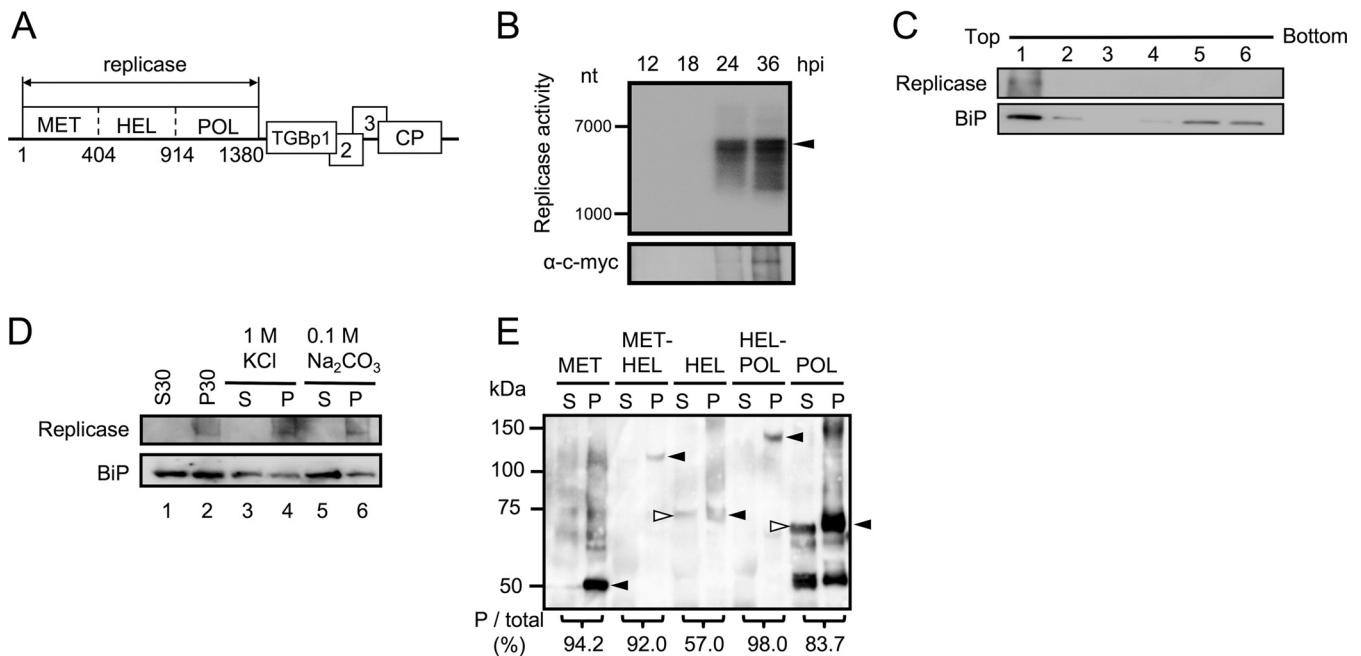 A
replicase
MET HEL POL TGBp1 2 3 CP
1 404 914 1380
B
12 18 24 36 hpi
nt
7000
1000
Replicase activity
α-c-myc
C
Top Bottom
1 2 3 4 5 6
Replicase
BiP
D
1 M KCl 0.1 M Na₂CO₃
S30 P30 S P S P
Replicase
BiP
1 2 3 4 5 6
E
MET MET-HEL HEL HEL-POL POL
kDa S P S P S P S P S P
150
100
75
50
P / total
(%) 94.2 92.0 57.0 98.0 83.7